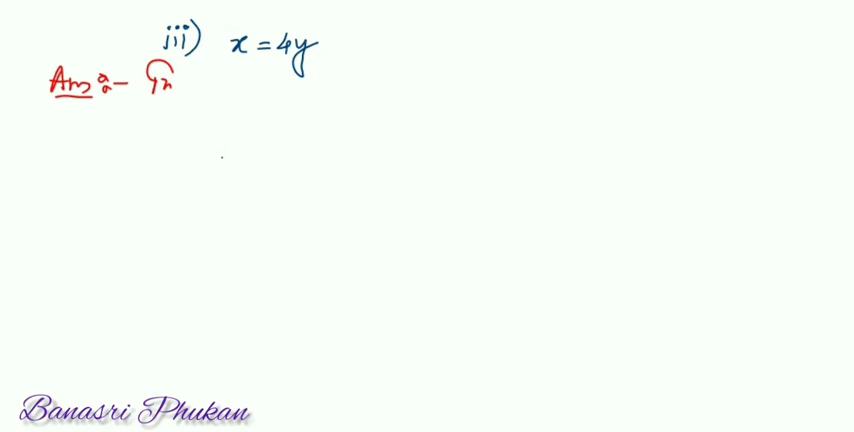 iii) x = 4y
Ans :-
Banasri Phukan